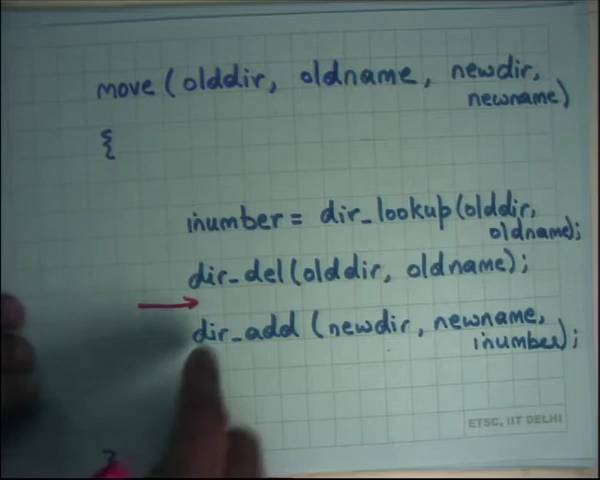 move (olddir, oldname, newdir,
newname)
{
inumber = dir_lookup(olddir,
oldname);
dir_del(olddir, oldname);
dir_add (newdir, newname,
inumber);
}
ETSC, IIT DELHI